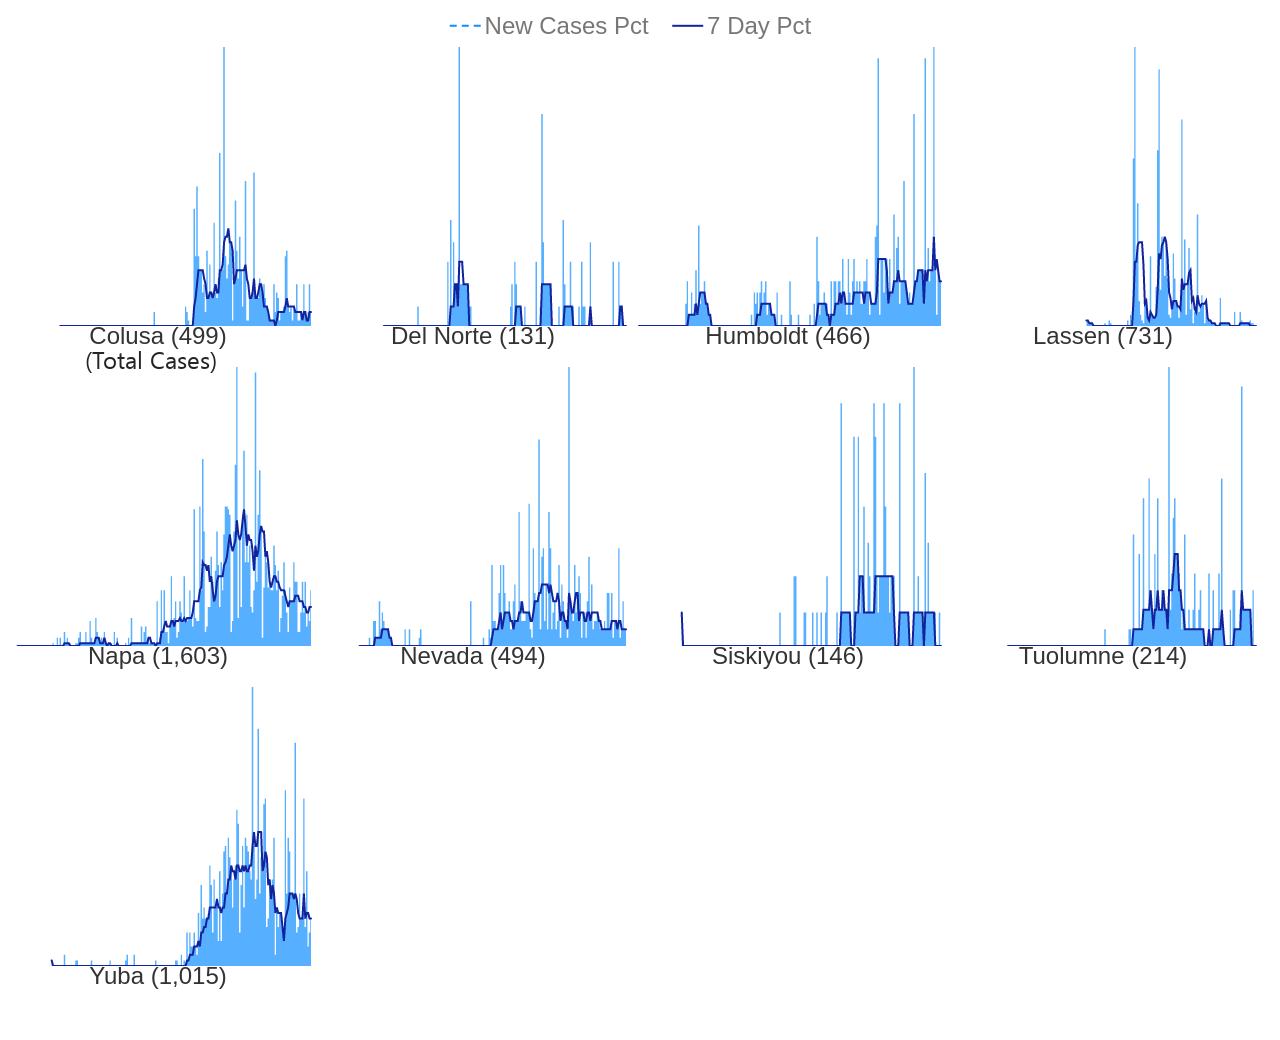 New Cases Pct 7 Day Pct
Colusa (499) Del Norte (131) Humboldt (466) Lassen (731)
(Total Cases)
Napa (1,603) Nevada (494) Siskiyou (146) Tuolumne (214)
Yuba (1,015)